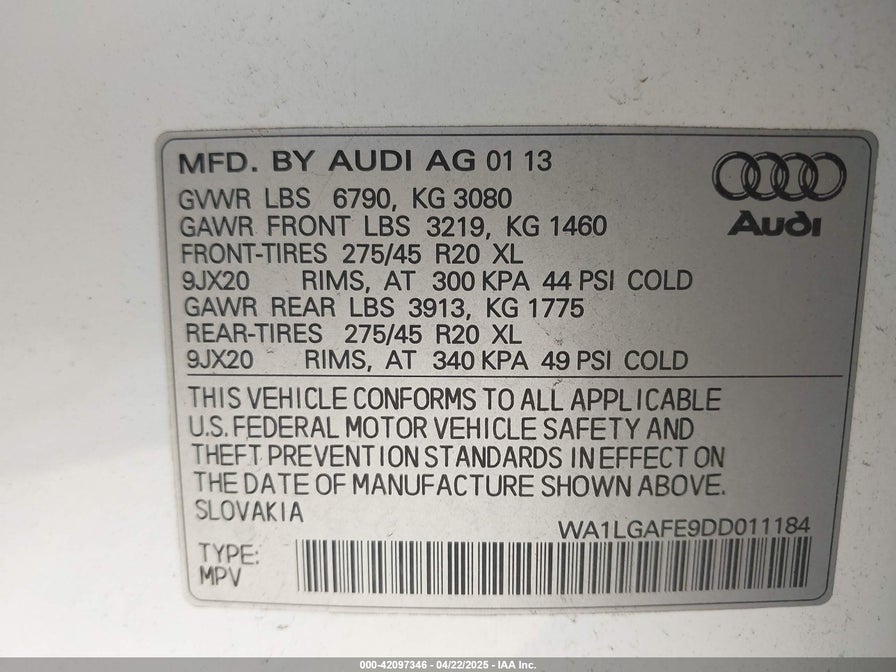 MFD. BY AUDI AG 01 13
GVWR LBS 6790, KG 3080
GAWR FRONT LBS 3219, KG 1460
FRONT-TIRES 275/45 R20 XL
9JX20 RIMS, AT 300 KPA 44 PSI COLD
GAWR REAR LBS 3913, KG 1775
REAR-TIRES 275/45 R20 XL
9JX20 RIMS, AT 340 KPA 49 PSI COLD
Audi
THIS VEHICLE CONFORMS TO ALL APPLICABLE
U.S. FEDERAL MOTOR VEHICLE SAFETY AND
THEFT PREVENTION STANDARDS IN EFFECT ON
THE DATE OF MANUFACTURE SHOWN ABOVE.
SLOVAKIA
WA1LGAFE9DD011184
TYPE:
MPV
000-42097346 - 04/22/2025 - IAA Inc.